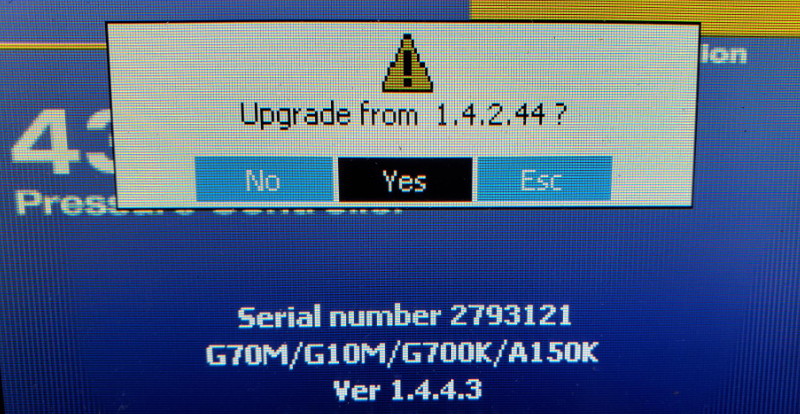 ion
Upgrade from 1.4.2.44 ?
No Yes Esc
Serial number 2793121
G70M/G10M/G700K/A150K
Ver 1.4.4.3